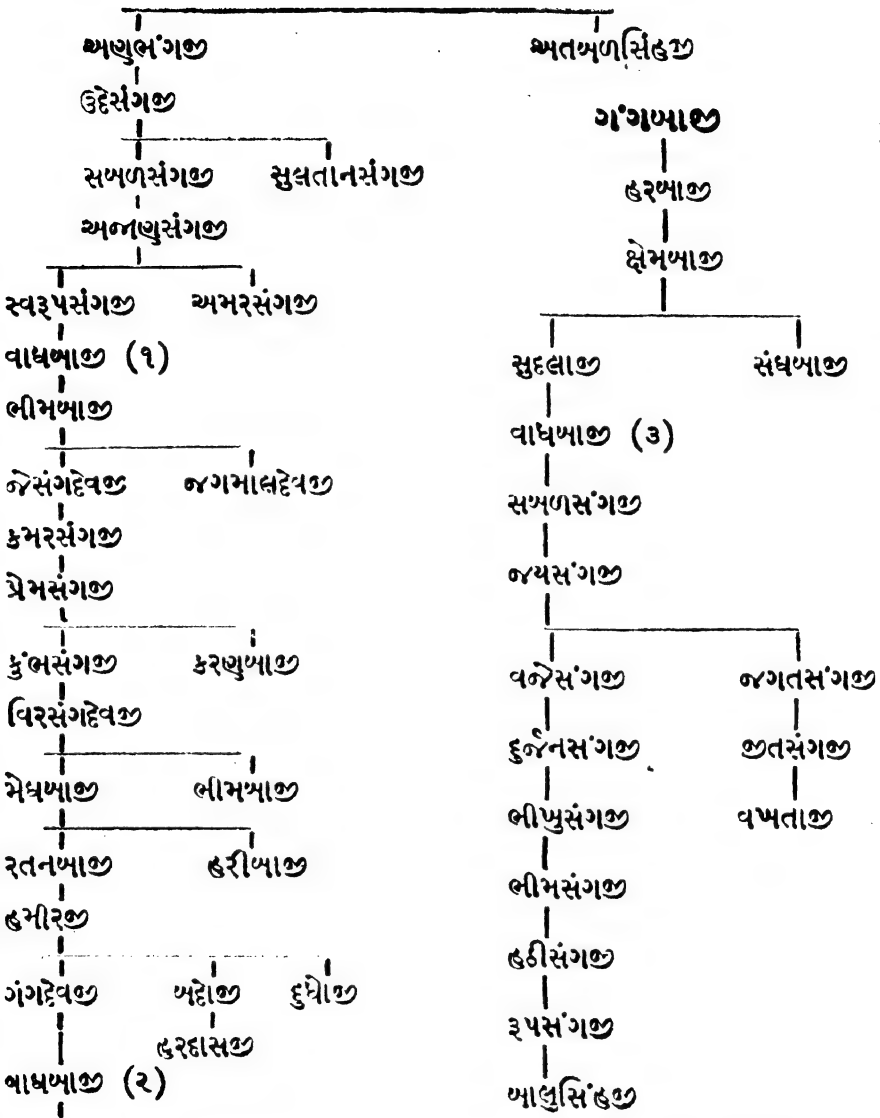 અણુભંગજી અતબળસિંહજી
ઉદેસંગજી
સબળસંગજી સુલતાનસંગજી
અજાણુસંગજી
સ્વરૂપસંગજી અમરસંગજી
વાઘબાજી (૧)
ભીમબાજી
જેસંગદેવજી જગમાલદેવજી
કમરસંગજી
પ્રેમસંગજી
કુંભસંગજી કરણુબાજી
વિરસંગદેવજી
મેઘબાજી ભીમબાજી
રતનબાજી હરીબાજી
હમીરજી
ગંગદેવજી બદોજી દુધોજી
હરદાસજી
વાઘબાજી (૨)
ગંગબાજી
હરબાજી
ક્ષેમબાજી
સુદલાજી સંઘબાજી
વાઘબાજી (૩)
સબળસંગજી
જયસંગજી
વજેસંગજી જગતસંગજી
દુર્જનસંગજી જીતસંગજી
ભીખુસંગજી વખતાજી
ભીમસંગજી
હઠીસંગજી
રૂપસંગજી
બાલુસિંહજી